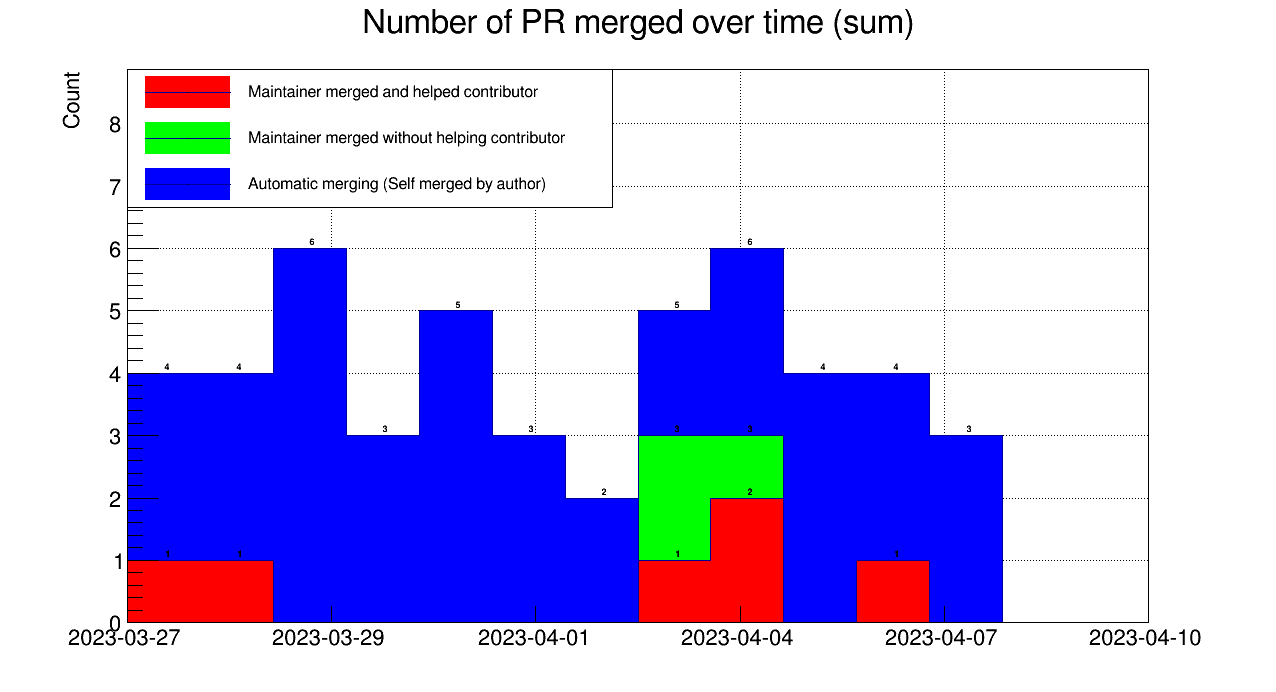 Number of PR merged over time (sum)
Count
Maintainer merged and helped contributor
Maintainer merged without helping contributor
Automatic merging (Self merged by author)
8
7
6
5
4
3
2
1
0
4 4 6 3 5 3 2 5 6 4 4 3
3 3
2
1 1 1 1
2023-03-27 2023-03-29 2023-04-01 2023-04-04 2023-04-07 2023-04-10